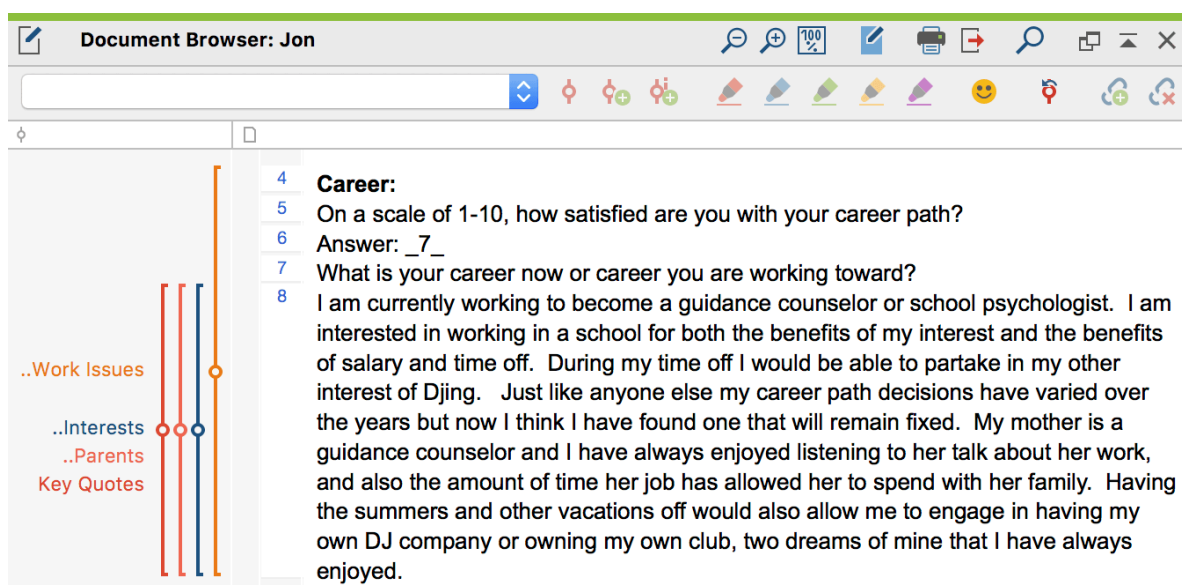 Document Browser: Jon
100
%
4 Career:
5 On a scale of 1-10, how satisfied are you with your career path?
6 Answer: _7_
7 What is your career now or career you are working toward?
8 I am currently working to become a guidance counselor or school psychologist.  I am
interested in working in a school for both the benefits of my interest and the benefits
of salary and time off.  During my time off I would be able to partake in my other
interest of Djing.   Just like anyone else my career path decisions have varied over
the years but now I think I have found one that will remain fixed.  My mother is a
guidance counselor and I have always enjoyed listening to her talk about her work,
and also the amount of time her job has allowed her to spend with her family.  Having
the summers and other vacations off would also allow me to engage in having my
own DJ company or owning my own club, two dreams of mine that I have always
enjoyed.
..Work Issues
..Interests
..Parents
Key Quotes